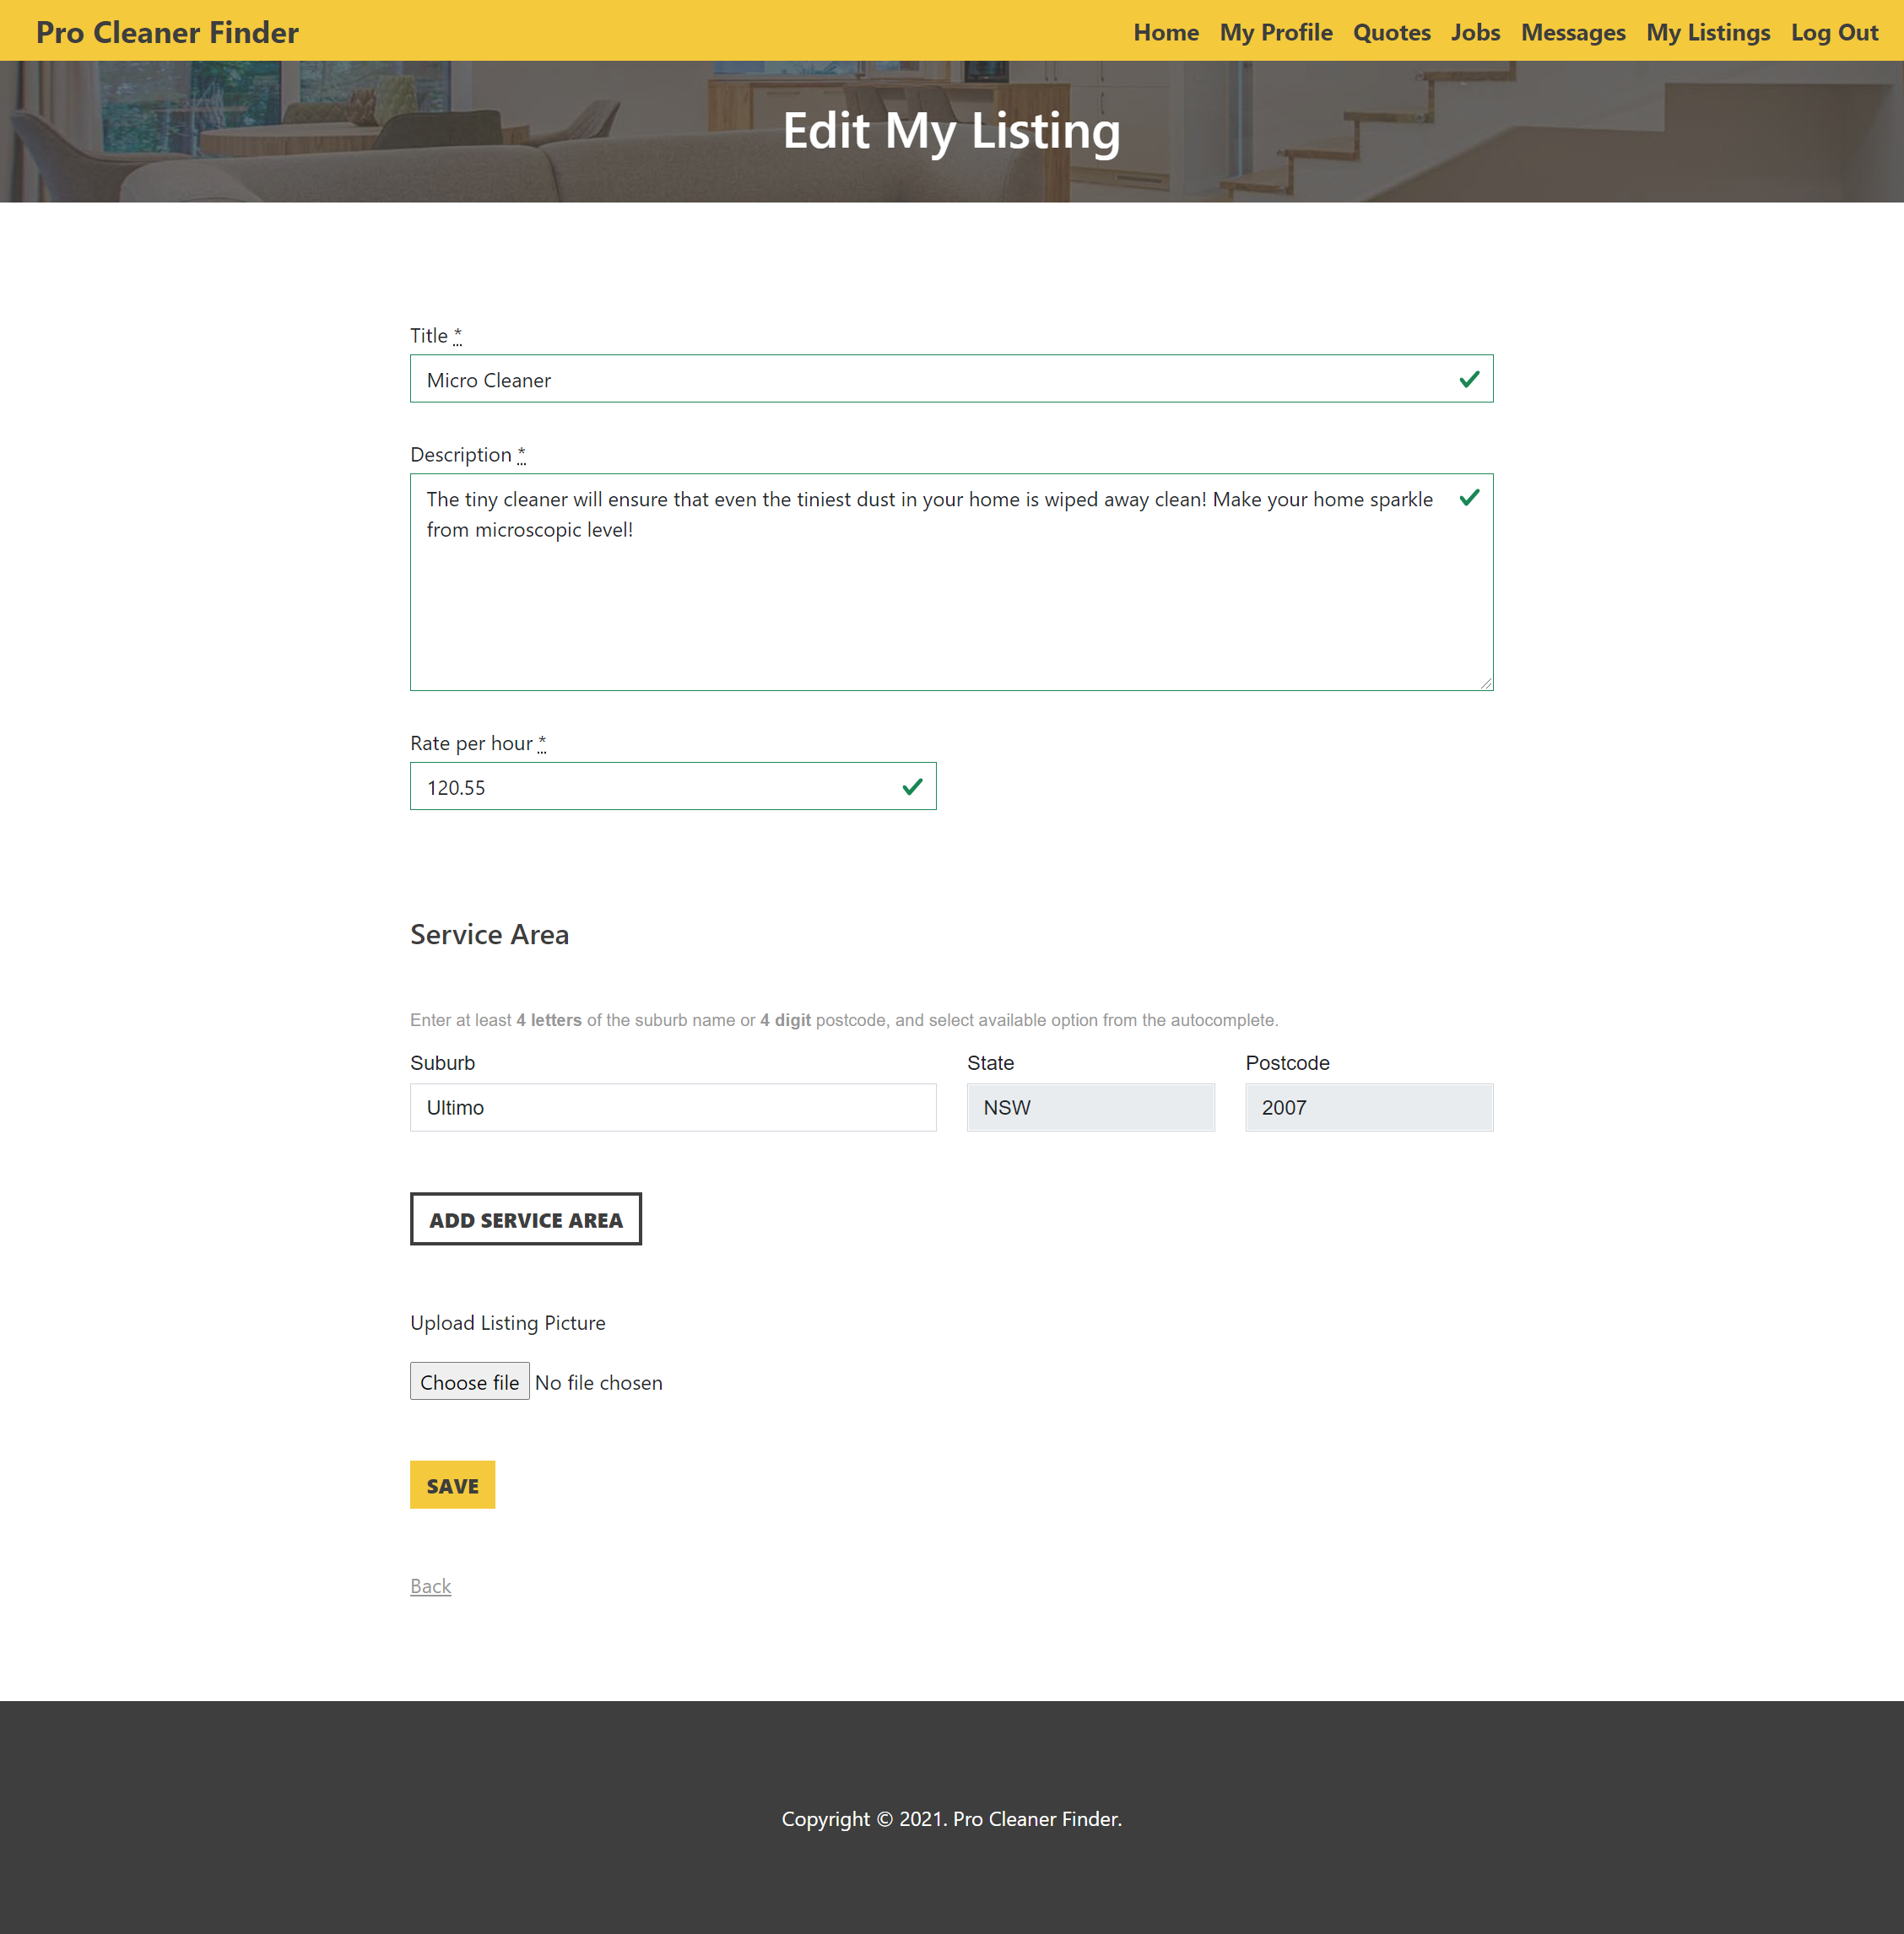 Pro Cleaner Finder
Home My Profile Quotes Jobs Messages My Listings Log Out
Edit My Listing
Title *
Micro Cleaner
Description *
The tiny cleaner will ensure that even the tiniest dust in your home is wiped away clean! Make your home sparkle
from microscopic level!
Rate per hour *
120.55
Service Area
Enter at least 4 letters of the suburb name or 4 digit postcode, and select available option from the autocomplete.
Suburb State Postcode
Ultimo NSW 2007
ADD SERVICE AREA
Upload Listing Picture
Choose file No file chosen
SAVE
Back
Copyright © 2021. Pro Cleaner Finder.